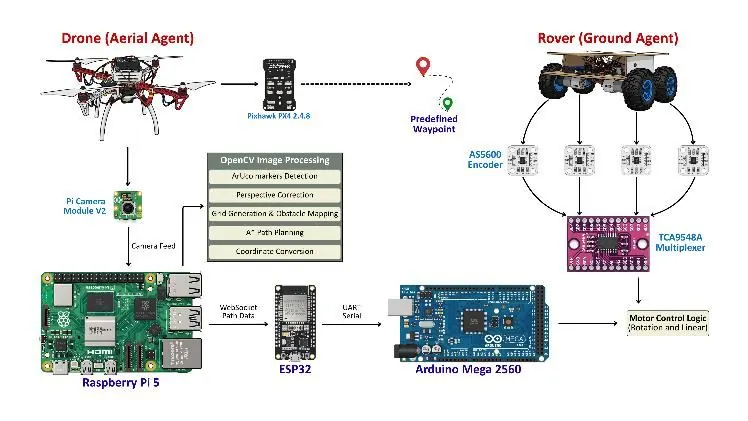 Drone (Aerial Agent)
Rover (Ground Agent)
Pixhawk PX4 2.4.8
Predefined
Waypoint
AS5600
Encoder
OpenCV Image Processing
ArUco markers Detection
Perspective Correction
Grid Generation & Obstacle Mapping
A* Path Planning
Coordinate Conversion
Pi Camera
Module V2
Camera Feed
TCA9548A
Multiplexer
WebSocket
Path Data
UART
Serial
Motor Control Logic
(Rotation and Linear)
HDMI
ARDUINO
MEGA
Raspberry Pi 5
ESP32
Arduino Mega 2560